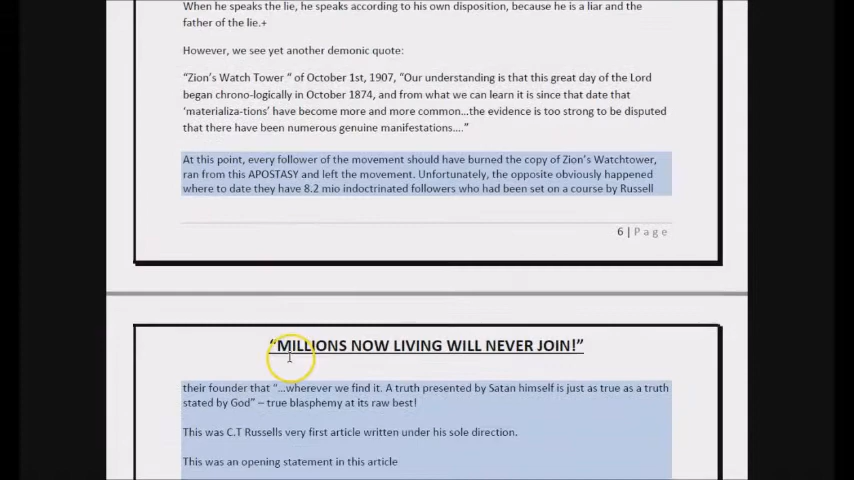 When he speaks the lie, he speaks according to his own disposition, because he is a liar and the
father of the lie.+
However, we see yet another demonic quote:
“Zion’s Watch Tower “ of October 1st, 1907, “Our understanding is that this great day of the Lord
began chrono-logically in October 1874, and from what we can learn it is since that date that
‘materializa-tions’ have become more and more common…the evidence is too strong to be disputed
that there have been numerous genuine manifestations….”
At this point, every follower of the movement should have burned the copy of Zion’s Watchtower,
ran from this APOSTASY and left the movement. Unfortunately, the opposite obviously happened
where to date they have 8.2 mio indoctrinated followers who had been set on a course by Russell
6 | P a g e
“MILLIONS NOW LIVING WILL NEVER JOIN!”
their founder that “…wherever we find it. A truth presented by Satan himself is just as true as a truth
stated by God” – true blasphemy at its raw best!
This was C.T Russells very first article written under his sole direction.
This was an opening statement in this article